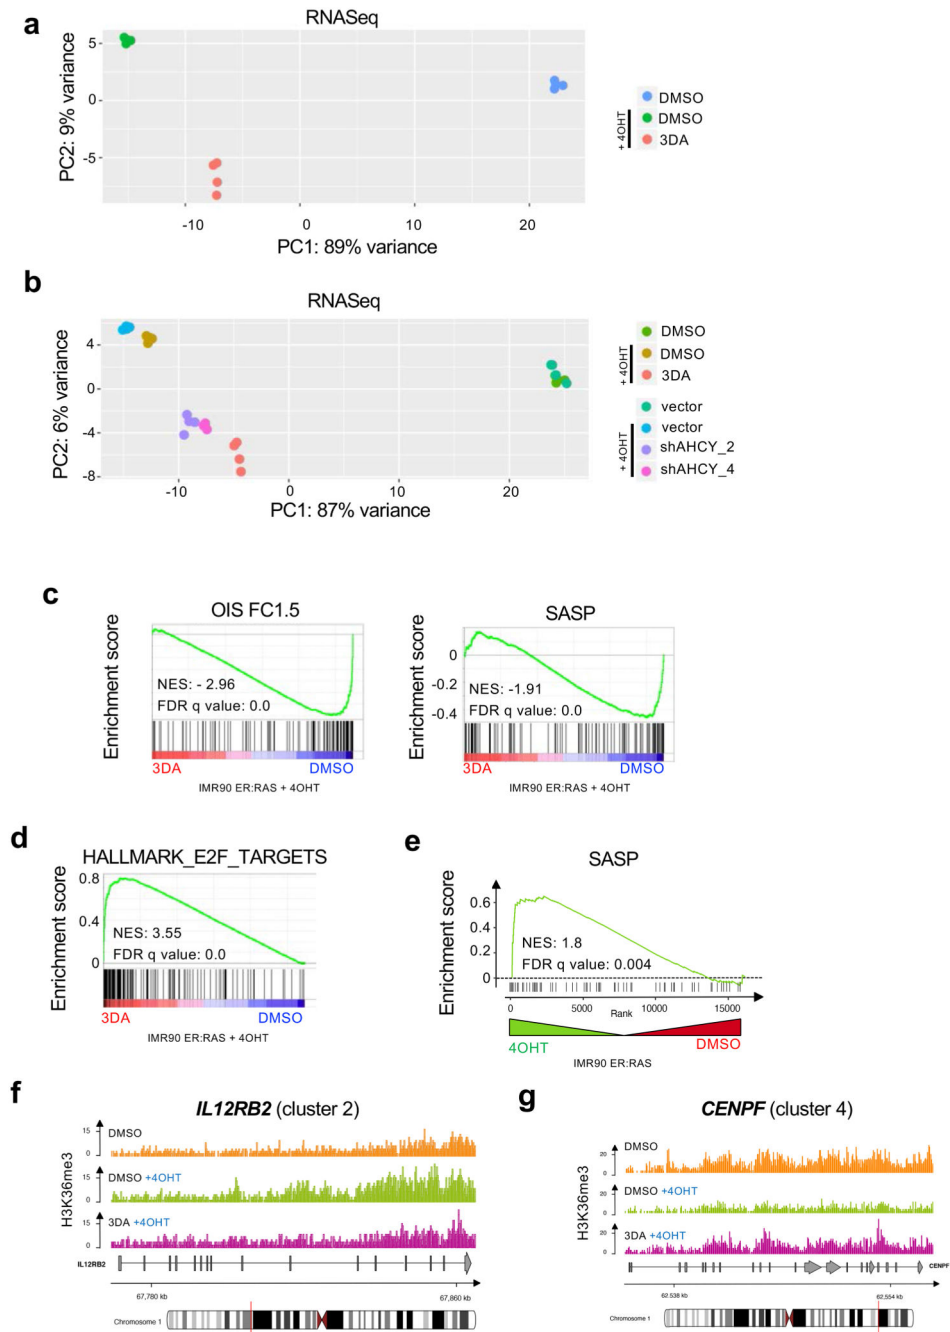 a
RNASeq
PC2: 9% variance
5
0
-5
-10
0
10
20
PC1: 89% variance
DMSO
+ 4OHT
DMSO
3DA
b
RNASeq
PC2: 6% variance
4
0
-4
-8
-10
0
10
20
PC1: 87% variance
DMSO
+ 4OHT
DMSO
3DA
vector
+ 4OHT
vector
shAHCY_2
shAHCY_4
c
OIS FC1.5
Enrichment score
NES: - 2.96
FDR q value: 0.0
3DA
DMSO
IMR90 ER:RAS + 4OHT
SASP
Enrichment score
0
-0.2
-0.4
NES: -1.91
FDR q value: 0.0
3DA
DMSO
IMR90 ER:RAS + 4OHT
d
HALLMARK_E2F_TARGETS
Enrichment score
0.8
0.4
0
NES: 3.55
FDR q value: 0.0
3DA
DMSO
IMR90 ER:RAS + 4OHT
e
SASP
Enrichment score
0.6
0.4
0.2
0
NES: 1.8
FDR q value: 0.004
0
5000
10000
15000
Rank
4OHT
DMSO
IMR90 ER:RAS
f
IL12RB2 (cluster 2)
H3K36me3
15
0
DMSO
15
0
DMSO +4OHT
15
0
3DA +4OHT
IL12RB2
67,780 kb
67,860 kb
Chromosome 1
g
CENPF (cluster 4)
H3K36me3
20
0
DMSO
20
0
DMSO +4OHT
20
0
3DA +4OHT
CENPF
62,538 kb
62,554 kb
Chromosome 1